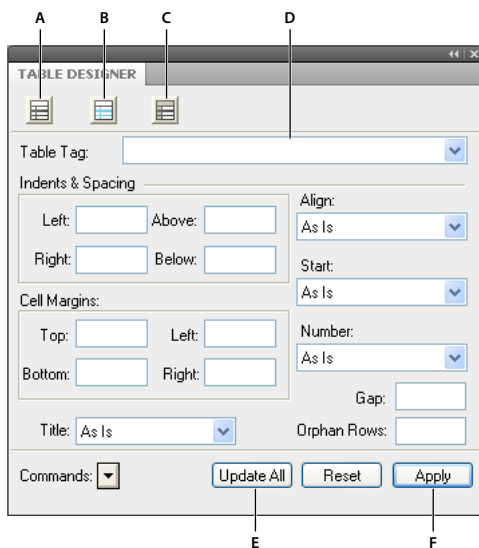 A B C D
TABLE DESIGNER
Table Tag:
Indents & Spacing
Left: Above:
Right: Below:
Align:
As Is
Start:
As Is
Cell Margins:
Top: Left:
Bottom: Right:
Number:
As Is
Gap:
Title: As Is
Orphan Rows:
Commands: Update All Reset Apply
E F